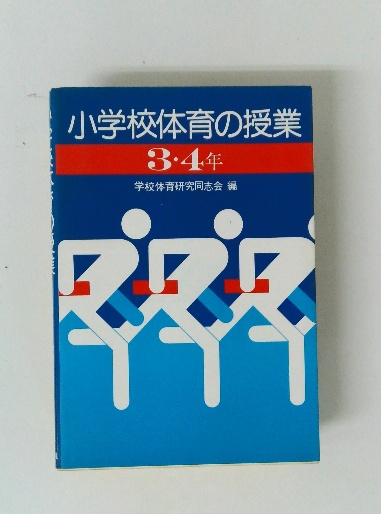 小学校体育の授業
3・4年
学校体育研究同志会 編